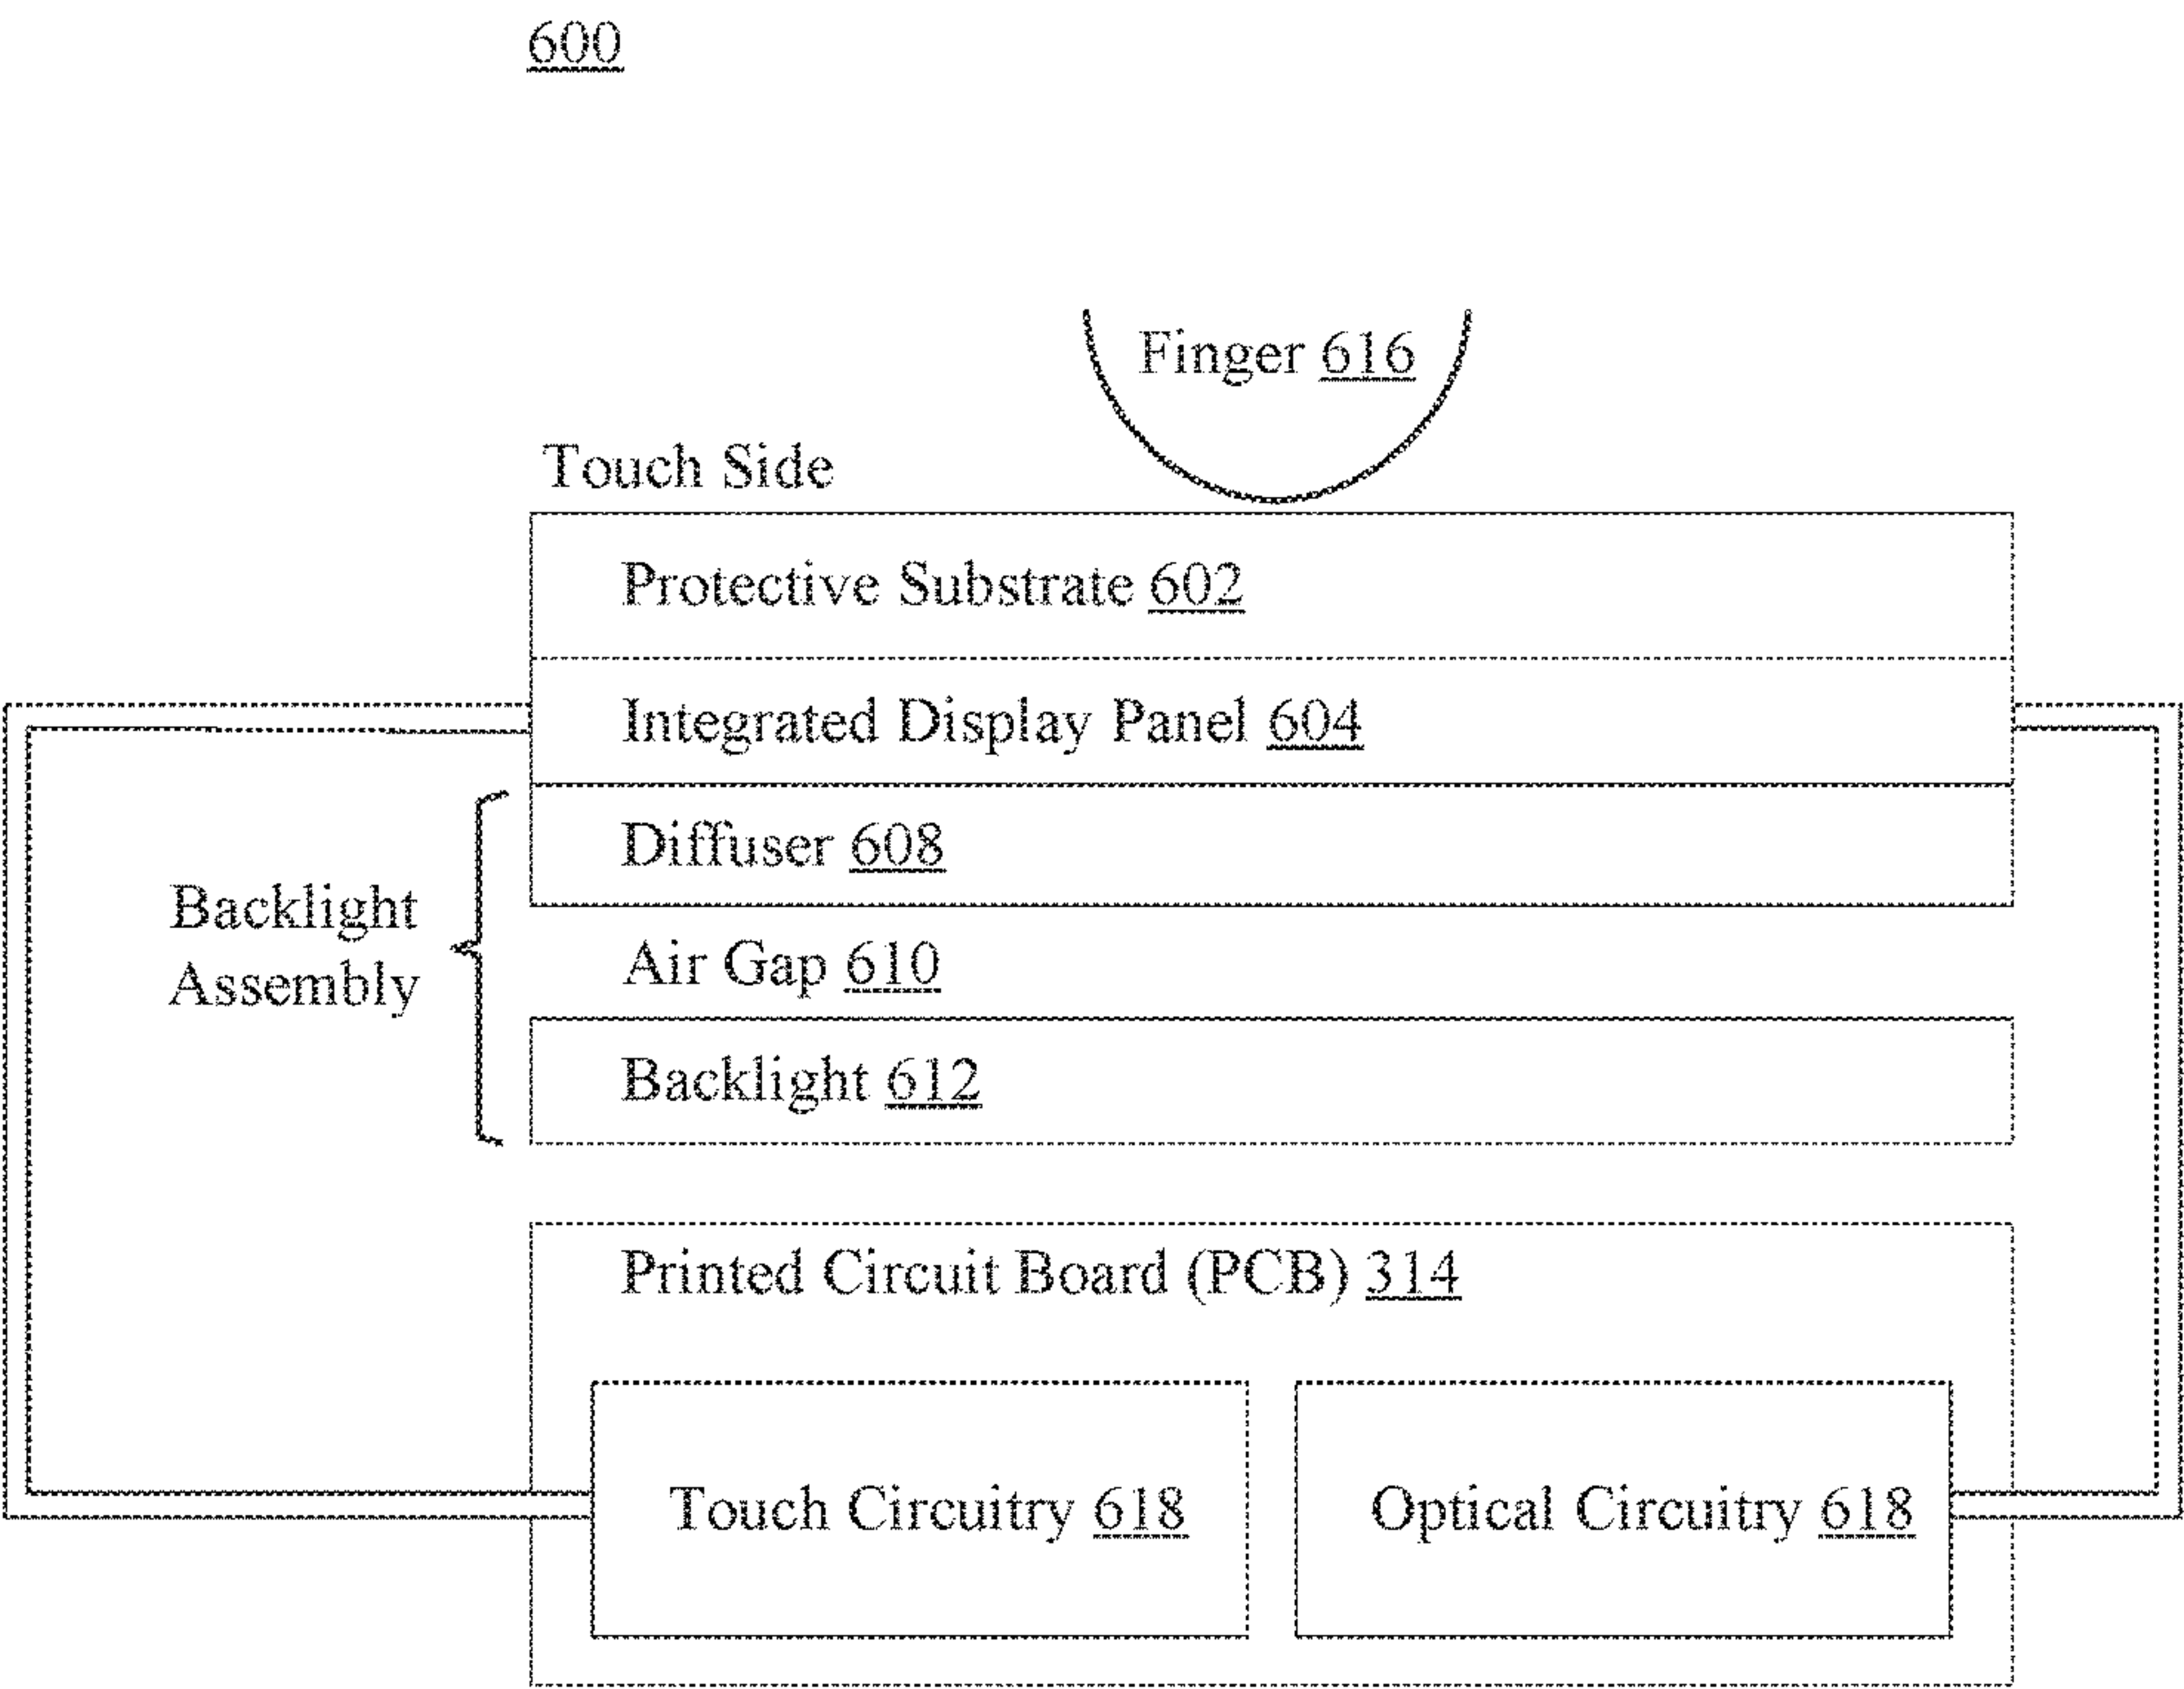 600
Finger 616
Touch Side
Protective Substrate 602
Integrated Display Panel 604
Diffuser 608
Backlight
Assembly
Air Gap 610
Backlight 612
Printed Circuit Board (PCB) 314
Touch Circuitry 618
Optical Circuitry 618